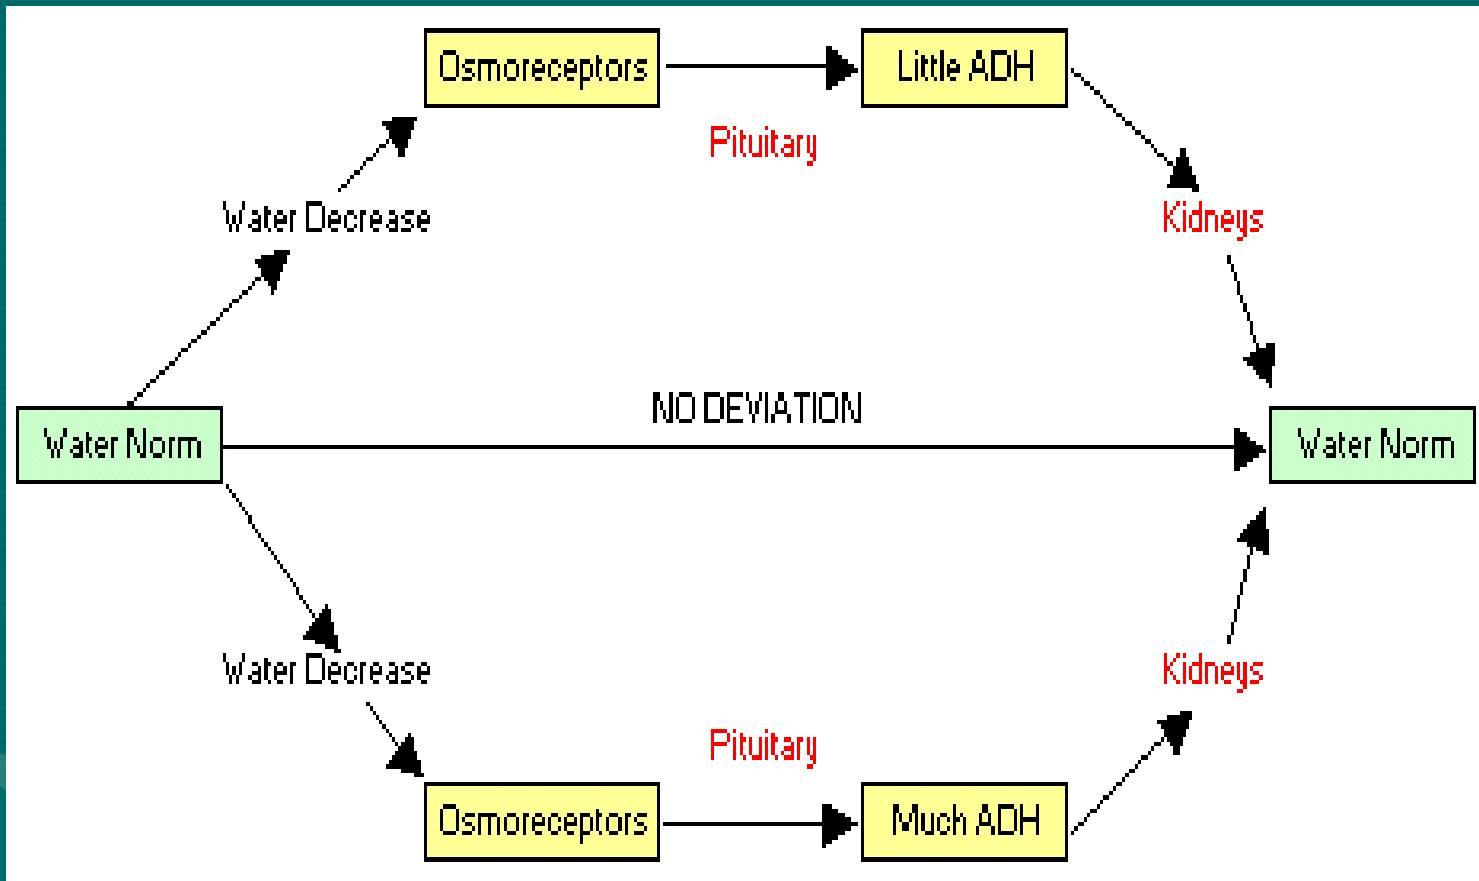 Osmoreceptors
Little ADH
Pituitary
Water Decrease
Kidneys
NO DEVIATION
Water Norm
Water Norm
Water Decrease
Kidneys
Pituitary
Osmoreceptors
Much ADH